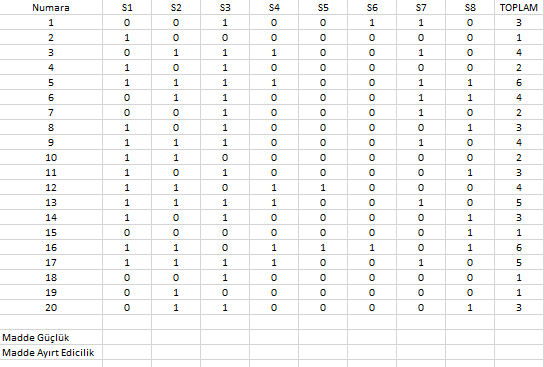 Numara S1 S2 S3 S4 S5 S6 S7 S8 TOPLAM
1 0 0 1 0 0 1 1 0 3
2 1 0 0 0 0 0 0 0 1
3 0 1 1 1 0 0 1 0 4
4 1 0 1 0 0 0 0 0 2
5 1 1 1 1 0 0 1 1 6
6 0 1 1 0 0 0 1 1 4
7 0 0 1 0 0 0 1 0 2
8 1 0 1 0 0 0 0 1 3
9 1 1 1 0 0 0 1 0 4
10 1 1 0 0 0 0 0 0 2
11 1 0 1 0 0 0 0 1 3
12 1 1 0 1 1 0 0 0 4
13 1 1 1 1 0 0 1 0 5
14 1 0 1 0 0 0 0 1 3
15 0 0 0 0 0 0 0 1 1
16 1 1 0 1 1 1 0 1 6
17 1 1 1 1 0 0 1 0 5
18 0 0 1 0 0 0 0 0 1
19 0 1 0 0 0 0 0 0 1
20 0 1 1 0 0 0 0 1 3
Madde Güçlük
Madde Ayırt Edicilik